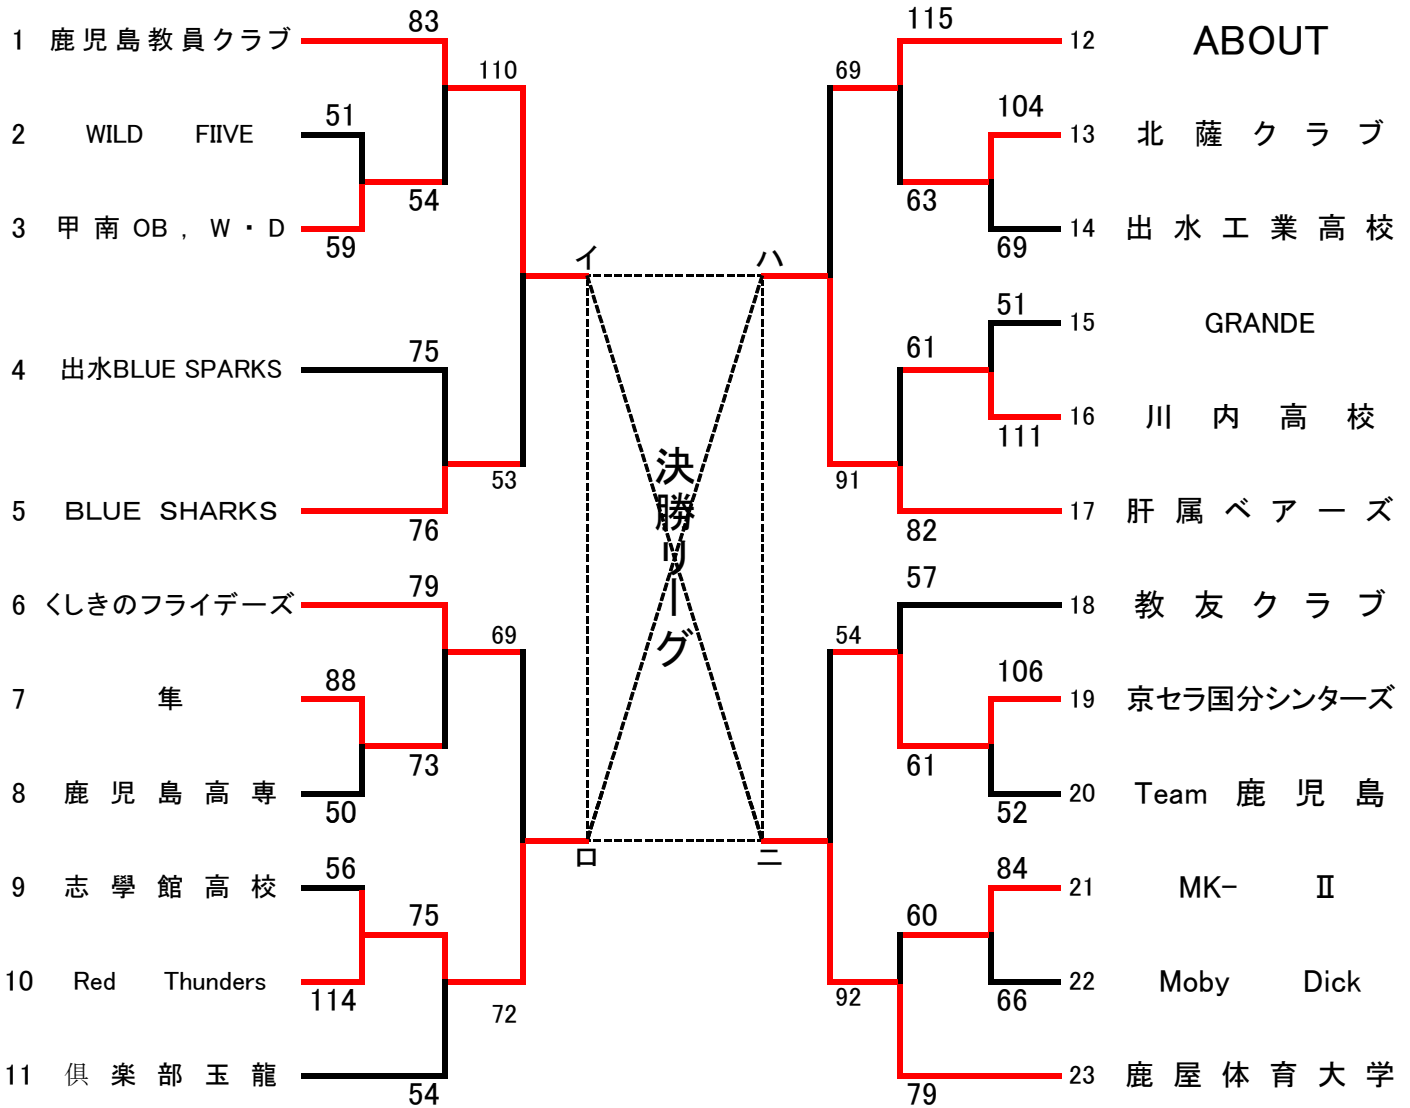 83
1 鹿児島教員クラブ
110
51
2 WILD FIIVE
54
3 甲南OB，W・D
59
イ
75
4 出水BLUE SPARKS
53
5 BLUE SHARKS
76
79
6 くしきのフライデーズ
69
88
7 隼
73
8 鹿児島高専
50
ロ
56
9 志學館高校
75
10 Red Thunders
114
72
11 倶楽部玉龍
54
決勝リーグ
115
12 ABOUT
69
104
13 北薩クラブ
63
14 出水工業高校
69
ハ
51
15 GRANDE
61
16 川内高校
111
91
17 肝属ベアーズ
82
57
18 教友クラブ
54
106
19 京セラ国分シンターズ
61
20 Team 鹿児島
52
ニ
84
21 MK- Ⅱ
60
22 Moby Dick
66
92
23 鹿屋体育大学
79